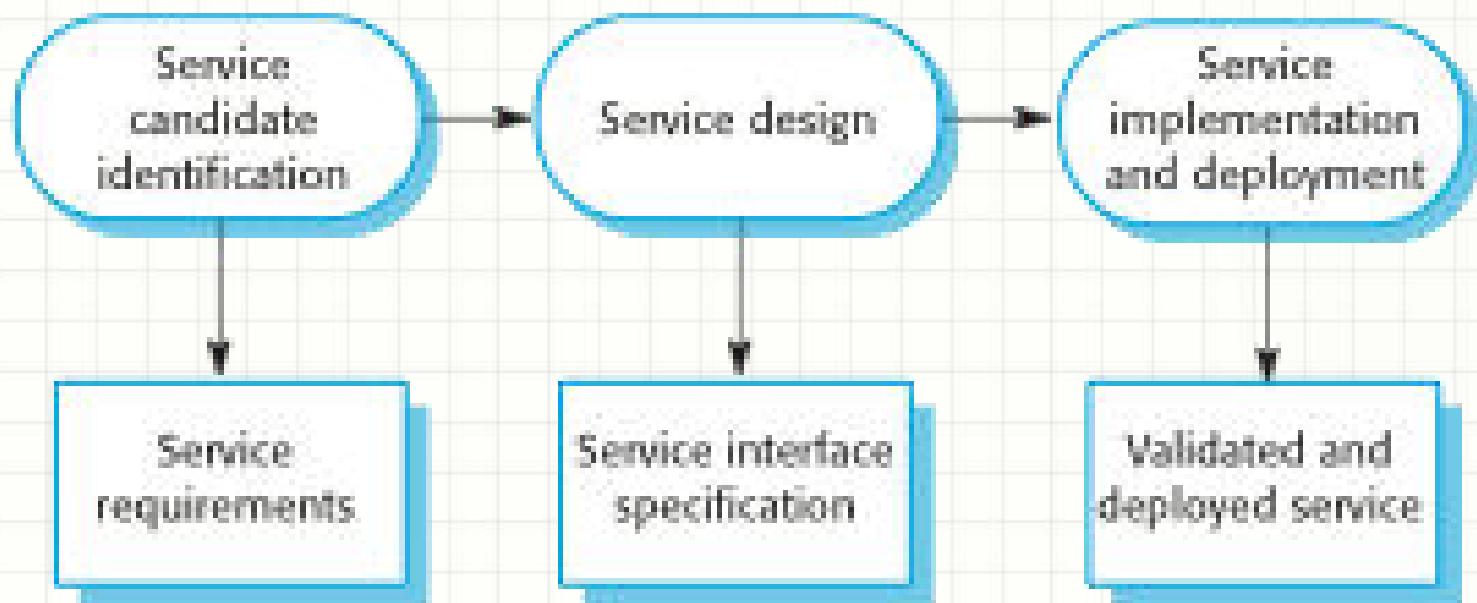 Service
candidate
identification
Service design
Service
implementation
and deployment
Service
requirements
Service interface
specification
Validated and
deployed service